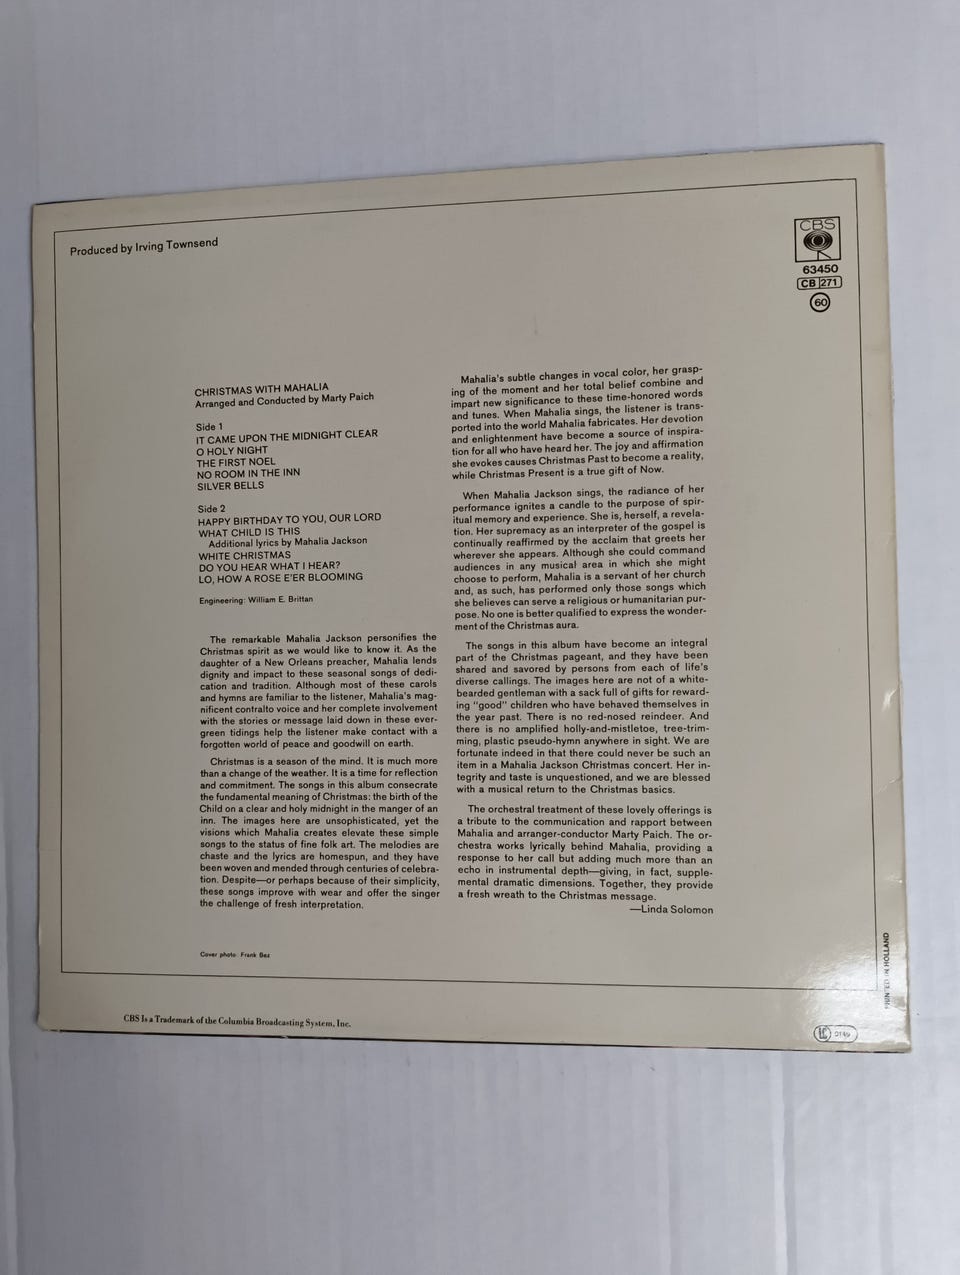 Produced by Irving Townsend
CBS
63450
CB 271
60
CHRISTMAS WITH MAHALIA
Arranged and Conducted by Marty Paich
Side 1
IT CAME UPON THE MIDNIGHT CLEAR
O HOLY NIGHT
THE FIRST NOEL
NO ROOM IN THE INN
SILVER BELLS
Side 2
HAPPY BIRTHDAY TO YOU, OUR LORD
WHAT CHILD IS THIS
Additional lyrics by Mahalia Jackson
WHITE CHRISTMAS
DO YOU HEAR WHAT I HEAR?
LO, HOW A ROSE E'ER BLOOMING
Engineering: William E. Brittan
The remarkable Mahalia Jackson personifies the
Christmas spirit as we would like to know it. As the
daughter of a New Orleans preacher, Mahalia lends
dignity and impact to these seasonal songs of dedi-
cation and tradition. Although most of these carols
and hymns are familiar to the listener, Mahalia's mag-
nificent contralto voice and her complete involvement
with the stories or message laid down in these ever-
green tidings help the listener make contact with a
forgotten world of peace and goodwill on earth.
Christmas is a season of the mind. It is much more
than a change of the weather. It is a time for reflection
and commitment. The songs in this album consecrate
the fundamental meaning of Christmas: the birth of the
Child on a clear and holy midnight in the manger of an
inn. The images here are unsophisticated, yet the
visions which Mahalia creates elevate these simple
songs to the status of fine folk art. The melodies are
chaste and the lyrics are homespun, and they have
been woven and mended through centuries of celebra-
tion. Despite—or perhaps because of their simplicity,
these songs improve with wear and offer the singer
the challenge of fresh interpretation.
Mahalia's subtle changes in vocal color, her grasp-
ing of the moment and her total belief combine and
impart new significance to these time-honored words
and tunes. When Mahalia sings, the listener is trans-
ported into the world Mahalia fabricates. Her devotion
and enlightenment have become a source of inspira-
tion for all who have heard her. The joy and affirmation
she evokes causes Christmas Past to become a reality,
while Christmas Present is a true gift of Now.
When Mahalia Jackson sings, the radiance of her
performance ignites a candle to the purpose of spir-
itual memory and experience. She is, herself, a revela-
tion. Her supremacy as an interpreter of the gospel is
continually reaffirmed by the acclaim that greets her
wherever she appears. Although she could command
audiences in any musical area in which she might
choose to perform, Mahalia is a servant of her church
and, as such, has performed only those songs which
she believes can serve a religious or humanitarian pur-
pose. No one is better qualified to express the wonder-
ment of the Christmas aura.
The songs in this album have become an integral
part of the Christmas pageant, and they have been
shared and savored by persons from each of life's
diverse callings. The images here are not of a white-
bearded gentleman with a sack full of gifts for reward-
ing "good" children who have behaved themselves in
the year past. There is no red-nosed reindeer. And
there is no amplified holly-and-mistletoe, tree-trim-
ming, plastic pseudo-hymn anywhere in sight. We are
fortunate indeed in that there could never be such an
item in a Mahalia Jackson Christmas concert. Her in-
tegrity and taste is unquestioned, and we are blessed
with a musical return to the Christmas basics.
The orchestral treatment of these lovely offerings is
a tribute to the communication and rapport between
Mahalia and arranger-conductor Marty Paich. The or-
chestra works lyrically behind Mahalia, providing a
response to her call but adding much more than an
echo in instrumental depth—giving, in fact, supple-
mental dramatic dimensions. Together, they provide
a fresh wreath to the Christmas message.
—Linda Solomon
Cover photo: Frank Bez
CBS Is a Trademark of the Columbia Broadcasting System, Inc.
PRINTED IN HOLLAND
LC 0149